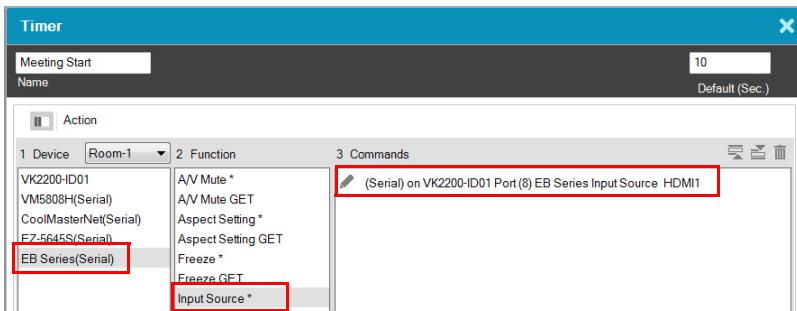 Timer
Meeting Start
10
Name
Default (Sec.)
Action
1 Device Room-1 2 Function 3 Commands
VK2200-ID01
VM5808H(Serial)
CoolMasterNet(Serial)
EZ-5645S(Serial)
EB Series(Serial)
A/V Mute *
A/V Mute GET
Aspect Setting *
Aspect Setting GET
Freeze *
Freeze GET
Input Source *
(Serial) on VK2200-ID01 Port (8) EB Series Input Source HDMI1